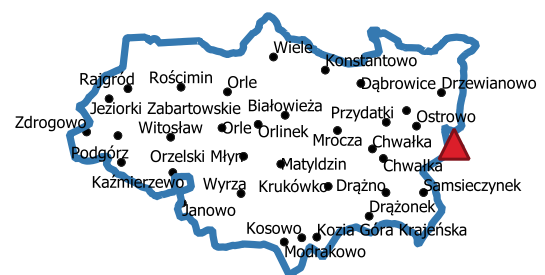 Wiele
Konstantowo
Rajgród
Rościmin
Orle
Dąbrowice
Drzewianowo
Jeziorki Zabartowskie
Białowieża
Przydatki
Ostrowo
Zdrogowo
Witosław
Orle
Orlinek
Mrocza
Chwałka
Podgórz
Orzelski Młyn
Matyldzin
Chwałka
Kaźmierzewo
Wyrza
Krukówko
Drążno
Samsieczynek
Janowo
Drążonek
Kosowo
Kozia Góra Krajeńska
Modrakowo